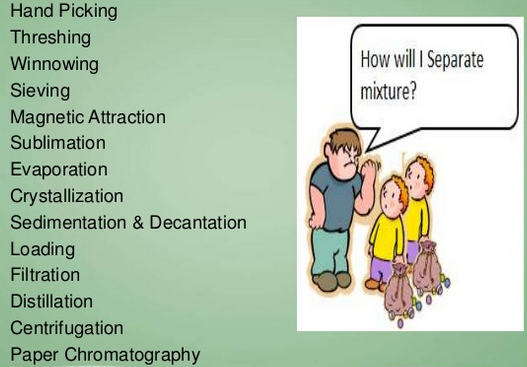 Hand Picking
Threshing
Winnowing
Sieving
Magnetic Attraction
Sublimation
Evaporation
Crystallization
Sedimentation & Decantation
Loading
Filtration
Distillation
Centrifugation
Paper Chromatography
How will I Separate
mixture?